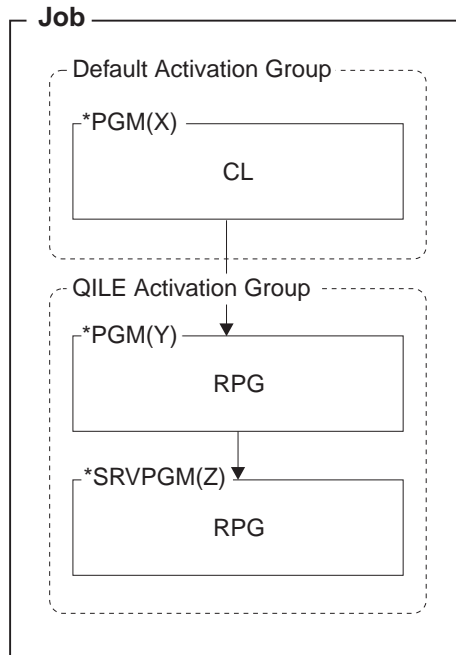 Job
Default Activation Group
*PGM(X)
CL
QILE Activation Group
*PGM(Y)
RPG
*SRVPGM(Z)
RPG